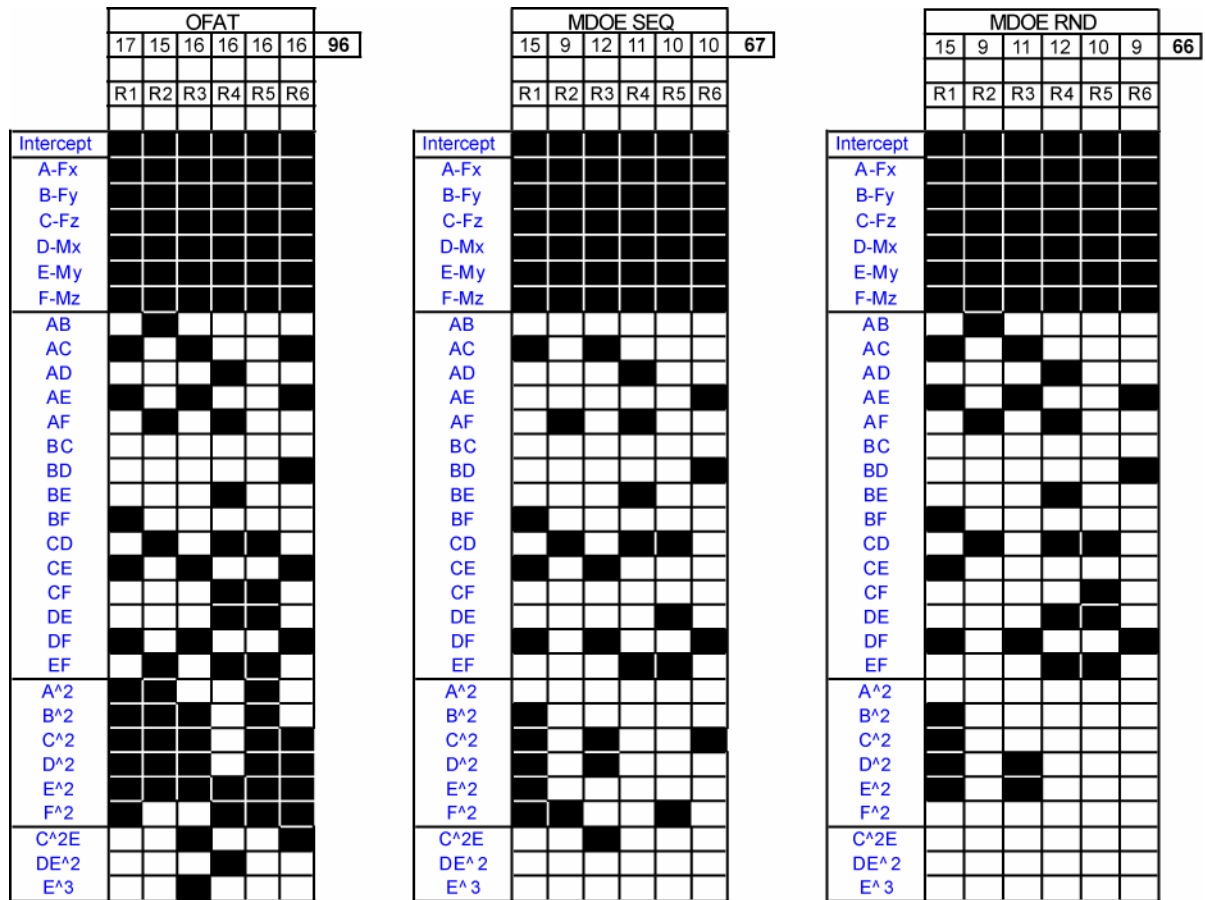 OFAT
17 15 16 16 16 16 96
R1 R2 R3 R4 R5 R6
Intercept
A-Fx
B-Fy
C-Fz
D-Mx
E-My
F-Mz
AB
AC
AD
AE
AF
BC
BD
BE
BF
CD
CE
CF
DE
DF
EF
A^2
B^2
C^2
D^2
E^2
F^2
C^2E
DE^2
E^3
MDOE SEQ
15 9 12 11 10 10 67
R1 R2 R3 R4 R5 R6
Intercept
A-Fx
B-Fy
C-Fz
D-Mx
E-My
F-Mz
AB
AC
AD
AE
AF
BC
BD
BE
BF
CD
CE
CF
DE
DF
EF
A^2
B^2
C^2
D^2
E^2
F^2
C^2E
DE^2
E^3
MDOE RND
15 9 11 12 10 9 66
R1 R2 R3 R4 R5 R6
Intercept
A-Fx
B-Fy
C-Fz
D-Mx
E-My
F-Mz
AB
AC
AD
AE
AF
BC
BD
BE
BF
CD
CE
CF
DE
DF
EF
A^2
B^2
C^2
D^2
E^2
F^2
C^2E
DE^2
E^3